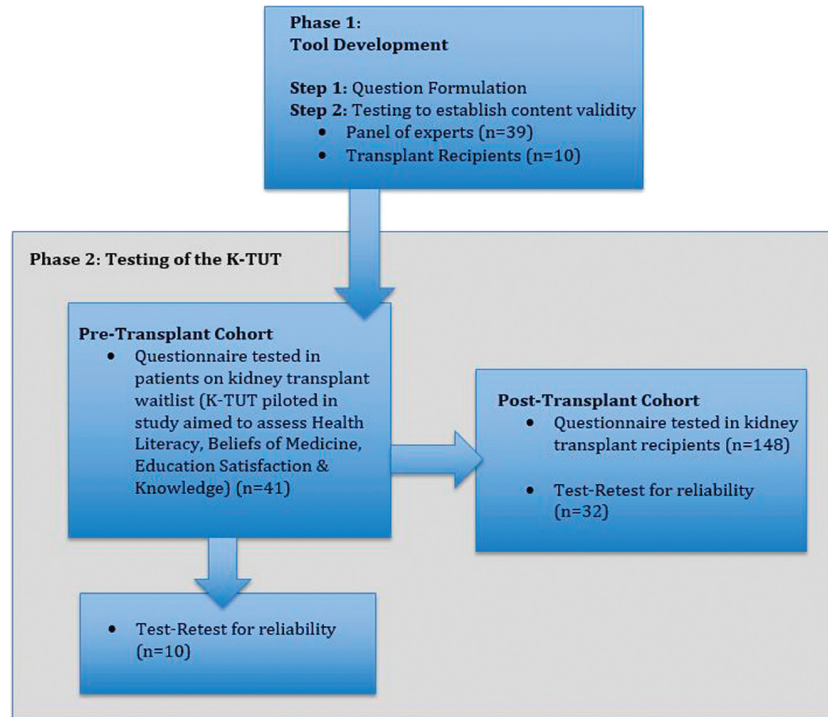 Phase 1:
Tool Development
Step 1: Question Formulation
Step 2: Testing to establish content validity
• Panel of experts (n=39)
• Transplant Recipients (n=10)
Phase 2: Testing of the K-TUT
Pre-Transplant Cohort
• Questionnaire tested in
patients on kidney transplant
waitlist (K-TUT piloted in
study aimed to assess Health
Literacy, Beliefs of Medicine,
Education Satisfaction &
Knowledge) (n=41)
Post-Transplant Cohort
• Questionnaire tested in kidney
transplant recipients (n=148)
• Test-Retest for reliability
(n=32)
• Test-Retest for reliability
(n=10)